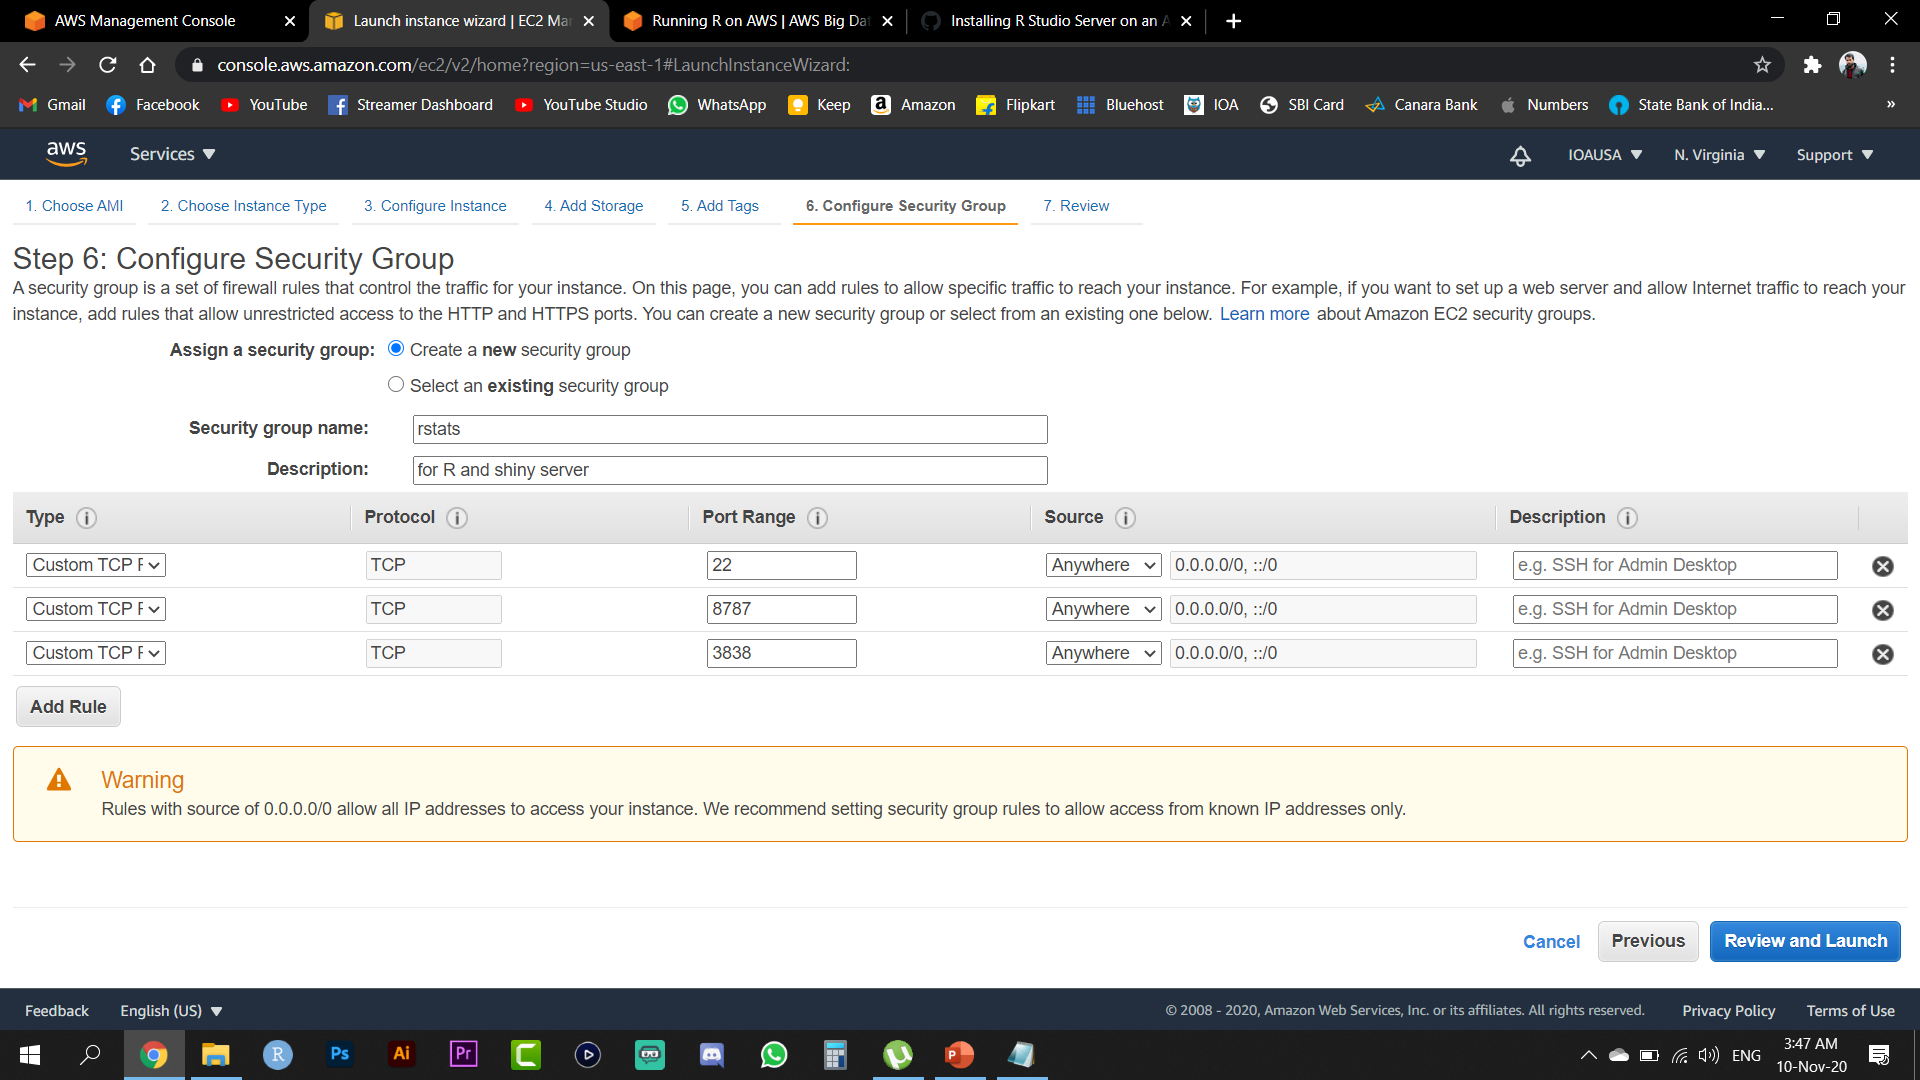 AWS Management Console
Launch instance wizard | EC2 Ma
Running R on AWS | AWS Big Da
Installing R Studio Server on an A
console.aws.amazon.com/ec2/v2/home?region=us-east-1#LaunchInstanceWizard:
Gmail Facebook YouTube Streamer Dashboard YouTube Studio WhatsApp Keep Amazon Flipkart Bluehost IOA SBI Card Canara Bank Numbers State Bank of India... »
aws Services IOAUSA N. Virginia Support
1. Choose AMI 2. Choose Instance Type 3. Configure Instance 4. Add Storage 5. Add Tags 6. Configure Security Group 7. Review
Step 6: Configure Security Group
A security group is a set of firewall rules that control the traffic for your instance. On this page, you can add rules to allow specific traffic to reach your instance. For example, if you want to set up a web server and allow Internet traffic to reach your
instance, add rules that allow unrestricted access to the HTTP and HTTPS ports. You can create a new security group or select from an existing one below. Learn more about Amazon EC2 security groups.
Assign a security group: Create a new security group
Select an existing security group
Security group name: rstats
Description: for R and shiny server
Type i Protocol i Port Range i Source i Description i
Custom TCP F TCP 22 Anywhere 0.0.0.0/0, ::/0 e.g. SSH for Admin Desktop
Custom TCP F TCP 8787 Anywhere 0.0.0.0/0, ::/0 e.g. SSH for Admin Desktop
Custom TCP F TCP 3838 Anywhere 0.0.0.0/0, ::/0 e.g. SSH for Admin Desktop
Add Rule
Warning
Rules with source of 0.0.0.0/0 allow all IP addresses to access your instance. We recommend setting security group rules to allow access from known IP addresses only.
Cancel Previous Review and Launch
Feedback English (US) © 2008 - 2020, Amazon Web Services, Inc. or its affiliates. All rights reserved. Privacy Policy Terms of Use
R Ps Ai Pr C P ENG 3:47 AM
10-Nov-20